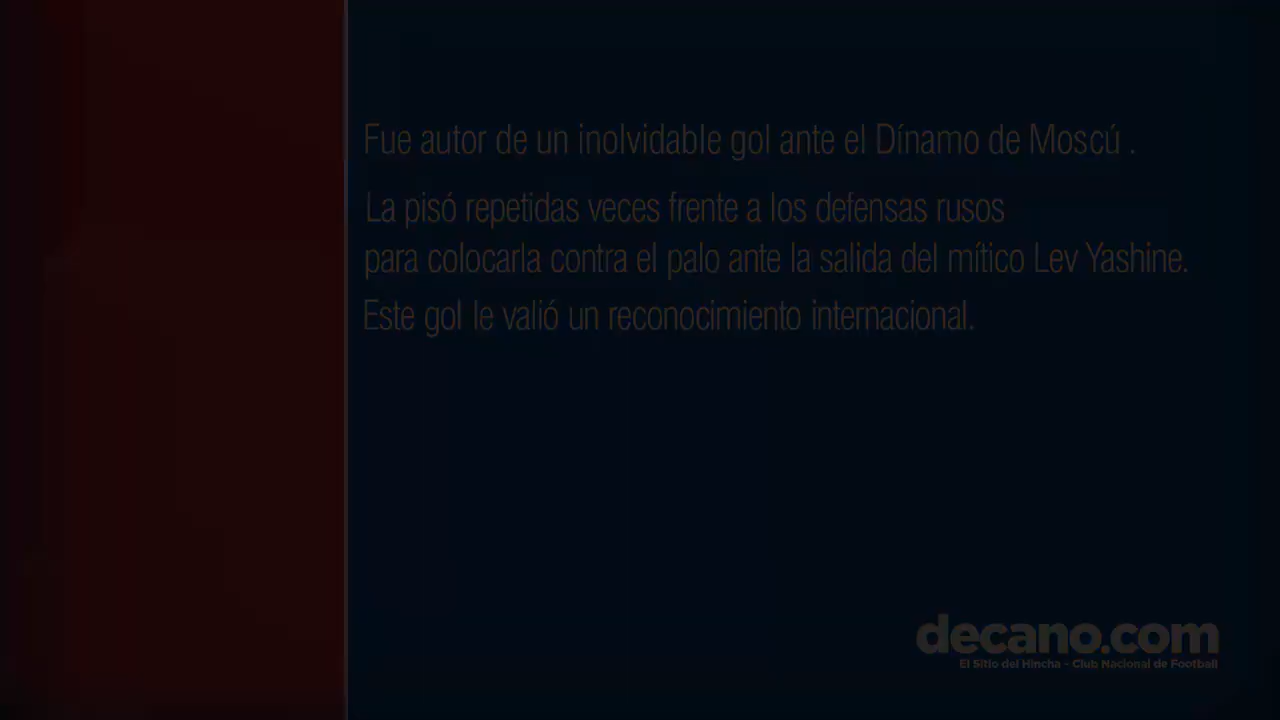 Fue autor de un inolvidable gol ante el Dínamo de Moscú .
La pisó repetidas veces frente a los defensas rusos
para colocarla contra el palo ante la salida del mítico Lev Yashine.
Este gol le valió un reconocimiento internacional.
decano.com
El Sitio del Hincha - Club Nacional de Football